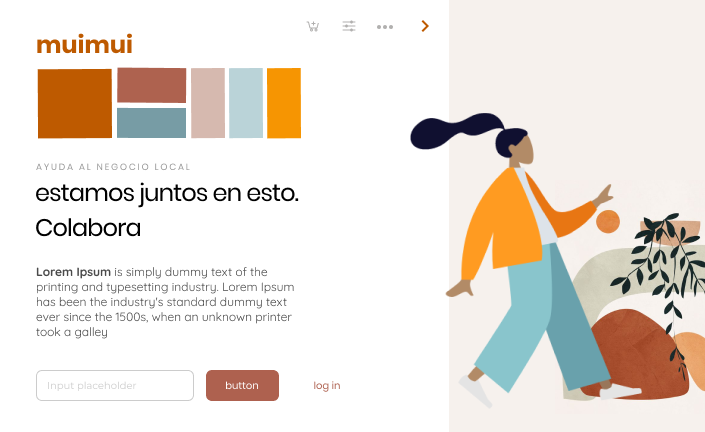 muimui
AYUDA AL NEGOCIO LOCAL
estamos juntos en esto.
Colabora
Lorem Ipsum is simply dummy text of the
printing and typesetting industry. Lorem Ipsum
has been the industry's standard dummy text
ever since the 1500s, when an unknown printer
took a galley
Input placeholder
button
log in